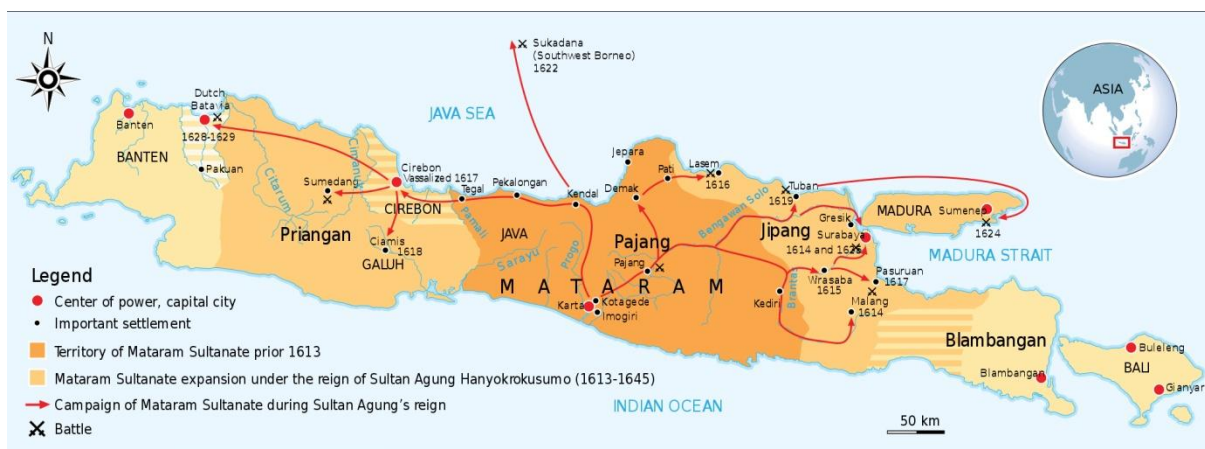 N
Sukadana
(Southwest Borneo)
1622
ASIA
JAVA SEA
Dutch
Batavia
1628-1629
Banten
BANTEN
Pakuan
Citarum
Cimanuk
Sumedang
Priangan
Cirebon
Vassalized 1617
CIREBON
Ciamis
1618
GALUH
Tegal
Pamali
Pekalongan
Kendal
JAVA
Sarayu
Progo
Jepara
Demak
Pati
Lasem
1616
Bengawan Solo
Tuban
1619
Gresik
Surabaya
1614 and 1625
Jipang
MADURA
Sumenep
1624
MADURA STRAIT
Pajang
Pajang
MATARAM
Karta
Kotagede
Imogiri
Kediri
Brantas
Wrasaba
1615
Pasuruan
1617
Malang
1614
Blambangan
Blambangan
Buleleng
BALI
Gianyar
INDIAN OCEAN
50 km
Legend
Center of power, capital city
Important settlement
Territory of Mataram Sultanate prior 1613
Mataram Sultanate expansion under the reign of Sultan Agung Hanyokrokusumo (1613-1645)
Campaign of Mataram Sultanate during Sultan Agung's reign
Battle